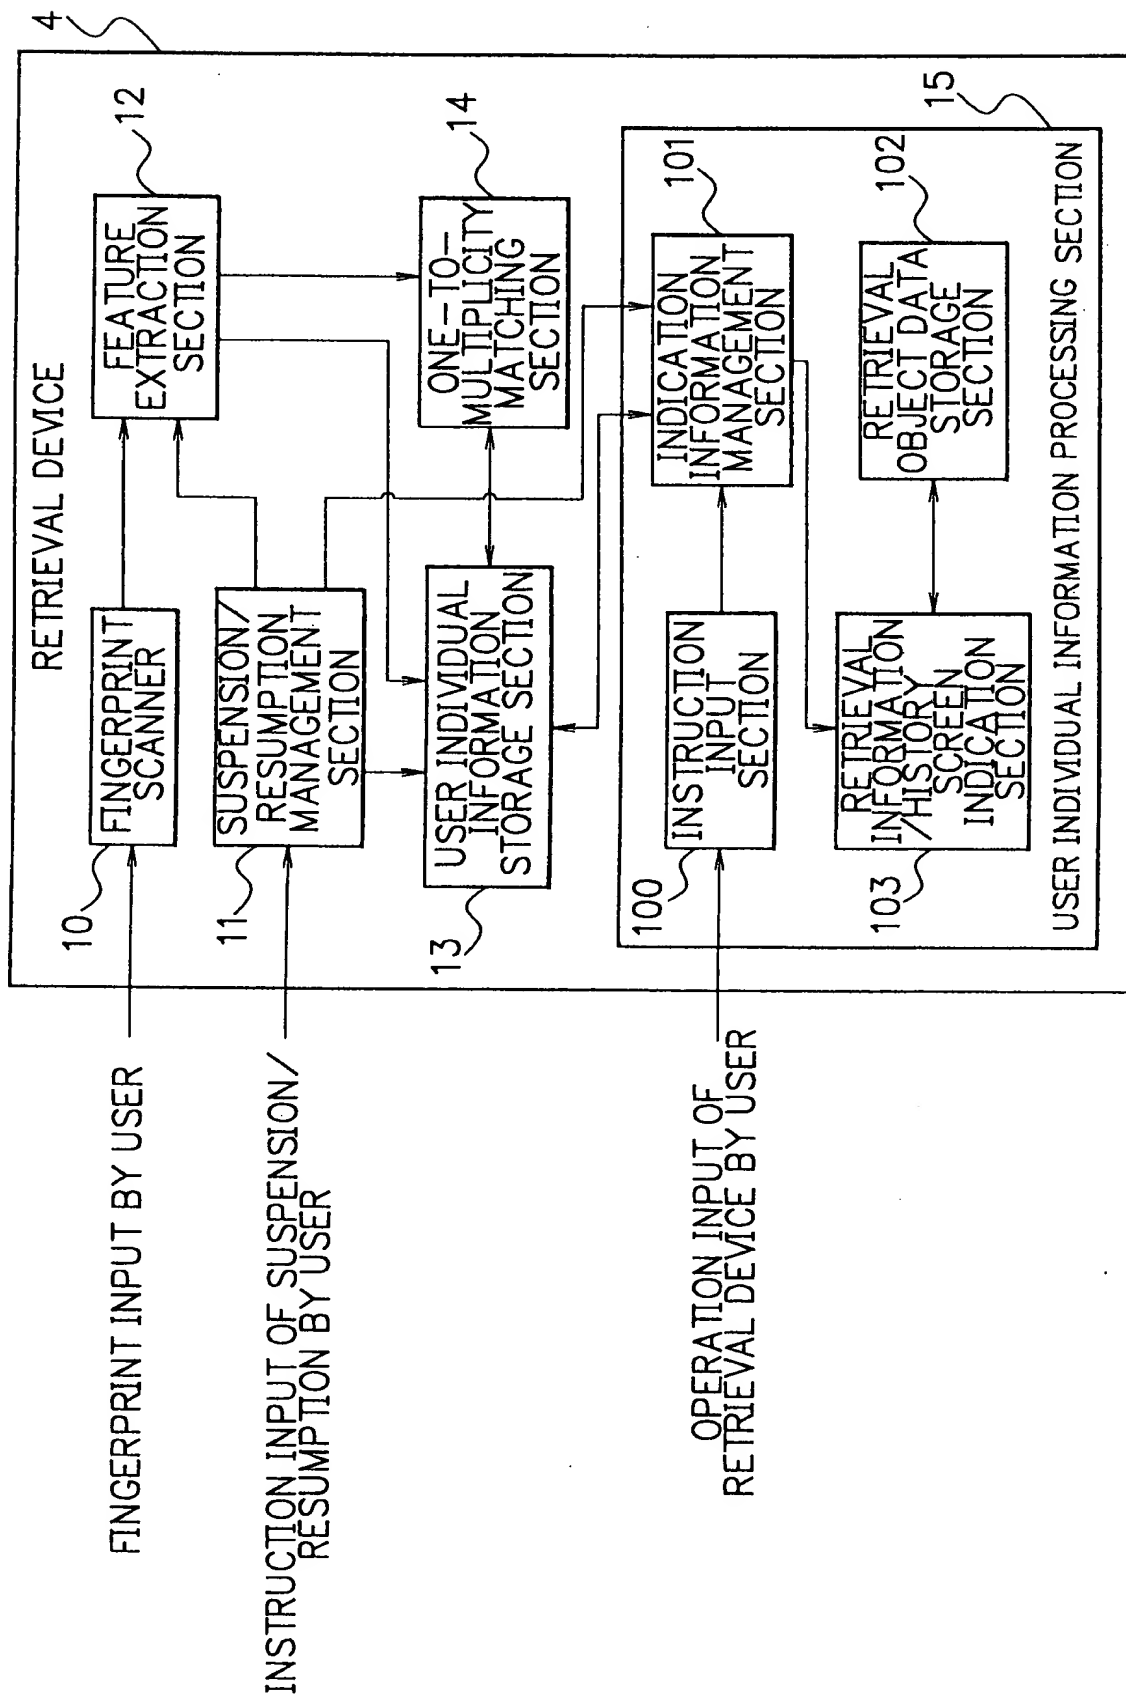 RETRIEVAL DEVICE
4
FINGERPRINT INPUT BY USER
10
FINGERPRINT
SCANNER
12
FEATURE
EXTRACTION
SECTION
INSTRUCTION INPUT OF SUSPENSION/
RESUMPTION BY USER
11
SUSPENSION/
RESUMPTION
MANAGEMENT
SECTION
13
USER INDIVIDUAL
INFORMATION
STORAGE SECTION
14
ONE-TO-
MULTIPLICITY
MATCHING
SECTION
OPERATION INPUT OF
RETRIEVAL DEVICE BY USER
100
INSTRUCTION
INPUT
SECTION
101
INDICATION
INFORMATION
MANAGEMENT
SECTION
15
103
RETRIEVAL
INFORMATION
/HISTORY
SCREEN
INDICATION
SECTION
102
RETRIEVAL
OBJECT DATA
STORAGE
SECTION
USER INDIVIDUAL INFORMATION PROCESSING SECTION